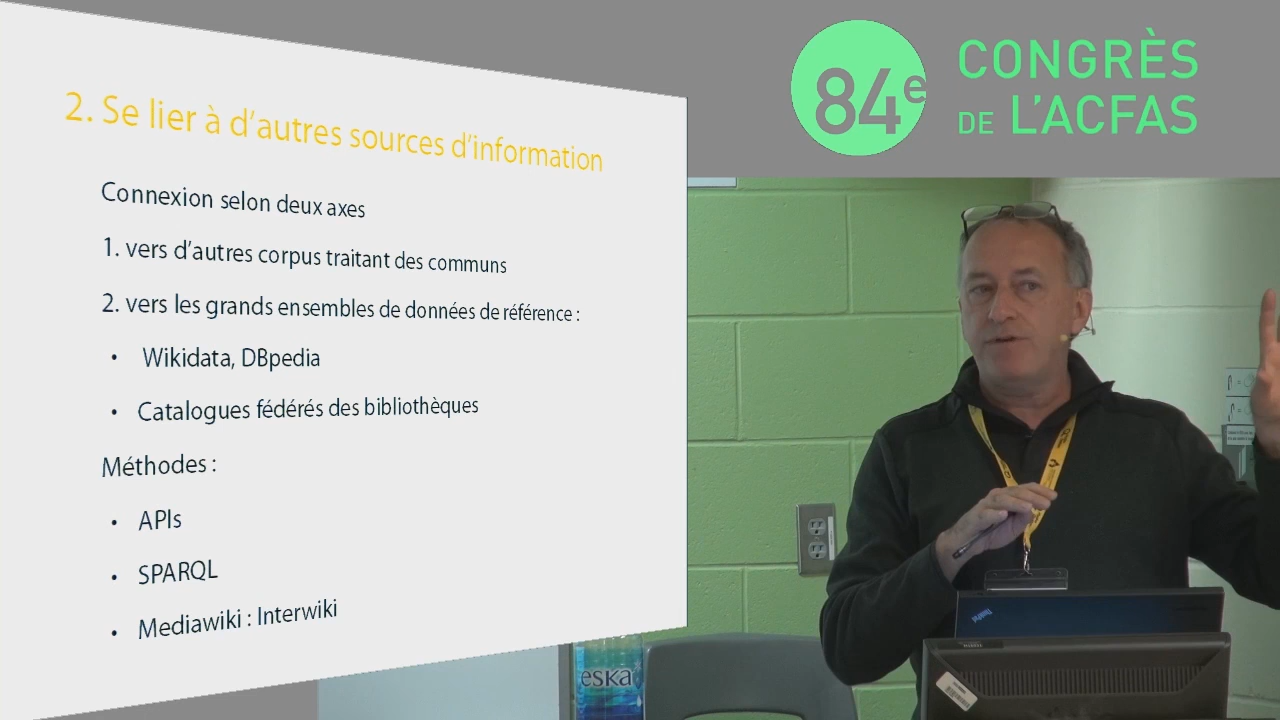 2. Se lier à d'autres sources d'information
Connexion selon deux axes
1. vers d'autres corpus traitant des communs
2. vers les grands ensembles de données de référence :
• Wikidata, DBpedia
• Catalogues fédérés des bibliothèques
Méthodes :
• APIs
• SPARQL
• Mediawiki : Interwiki
84e
CONGRÈS
DE L'ACFAS
ThinkPad
eska